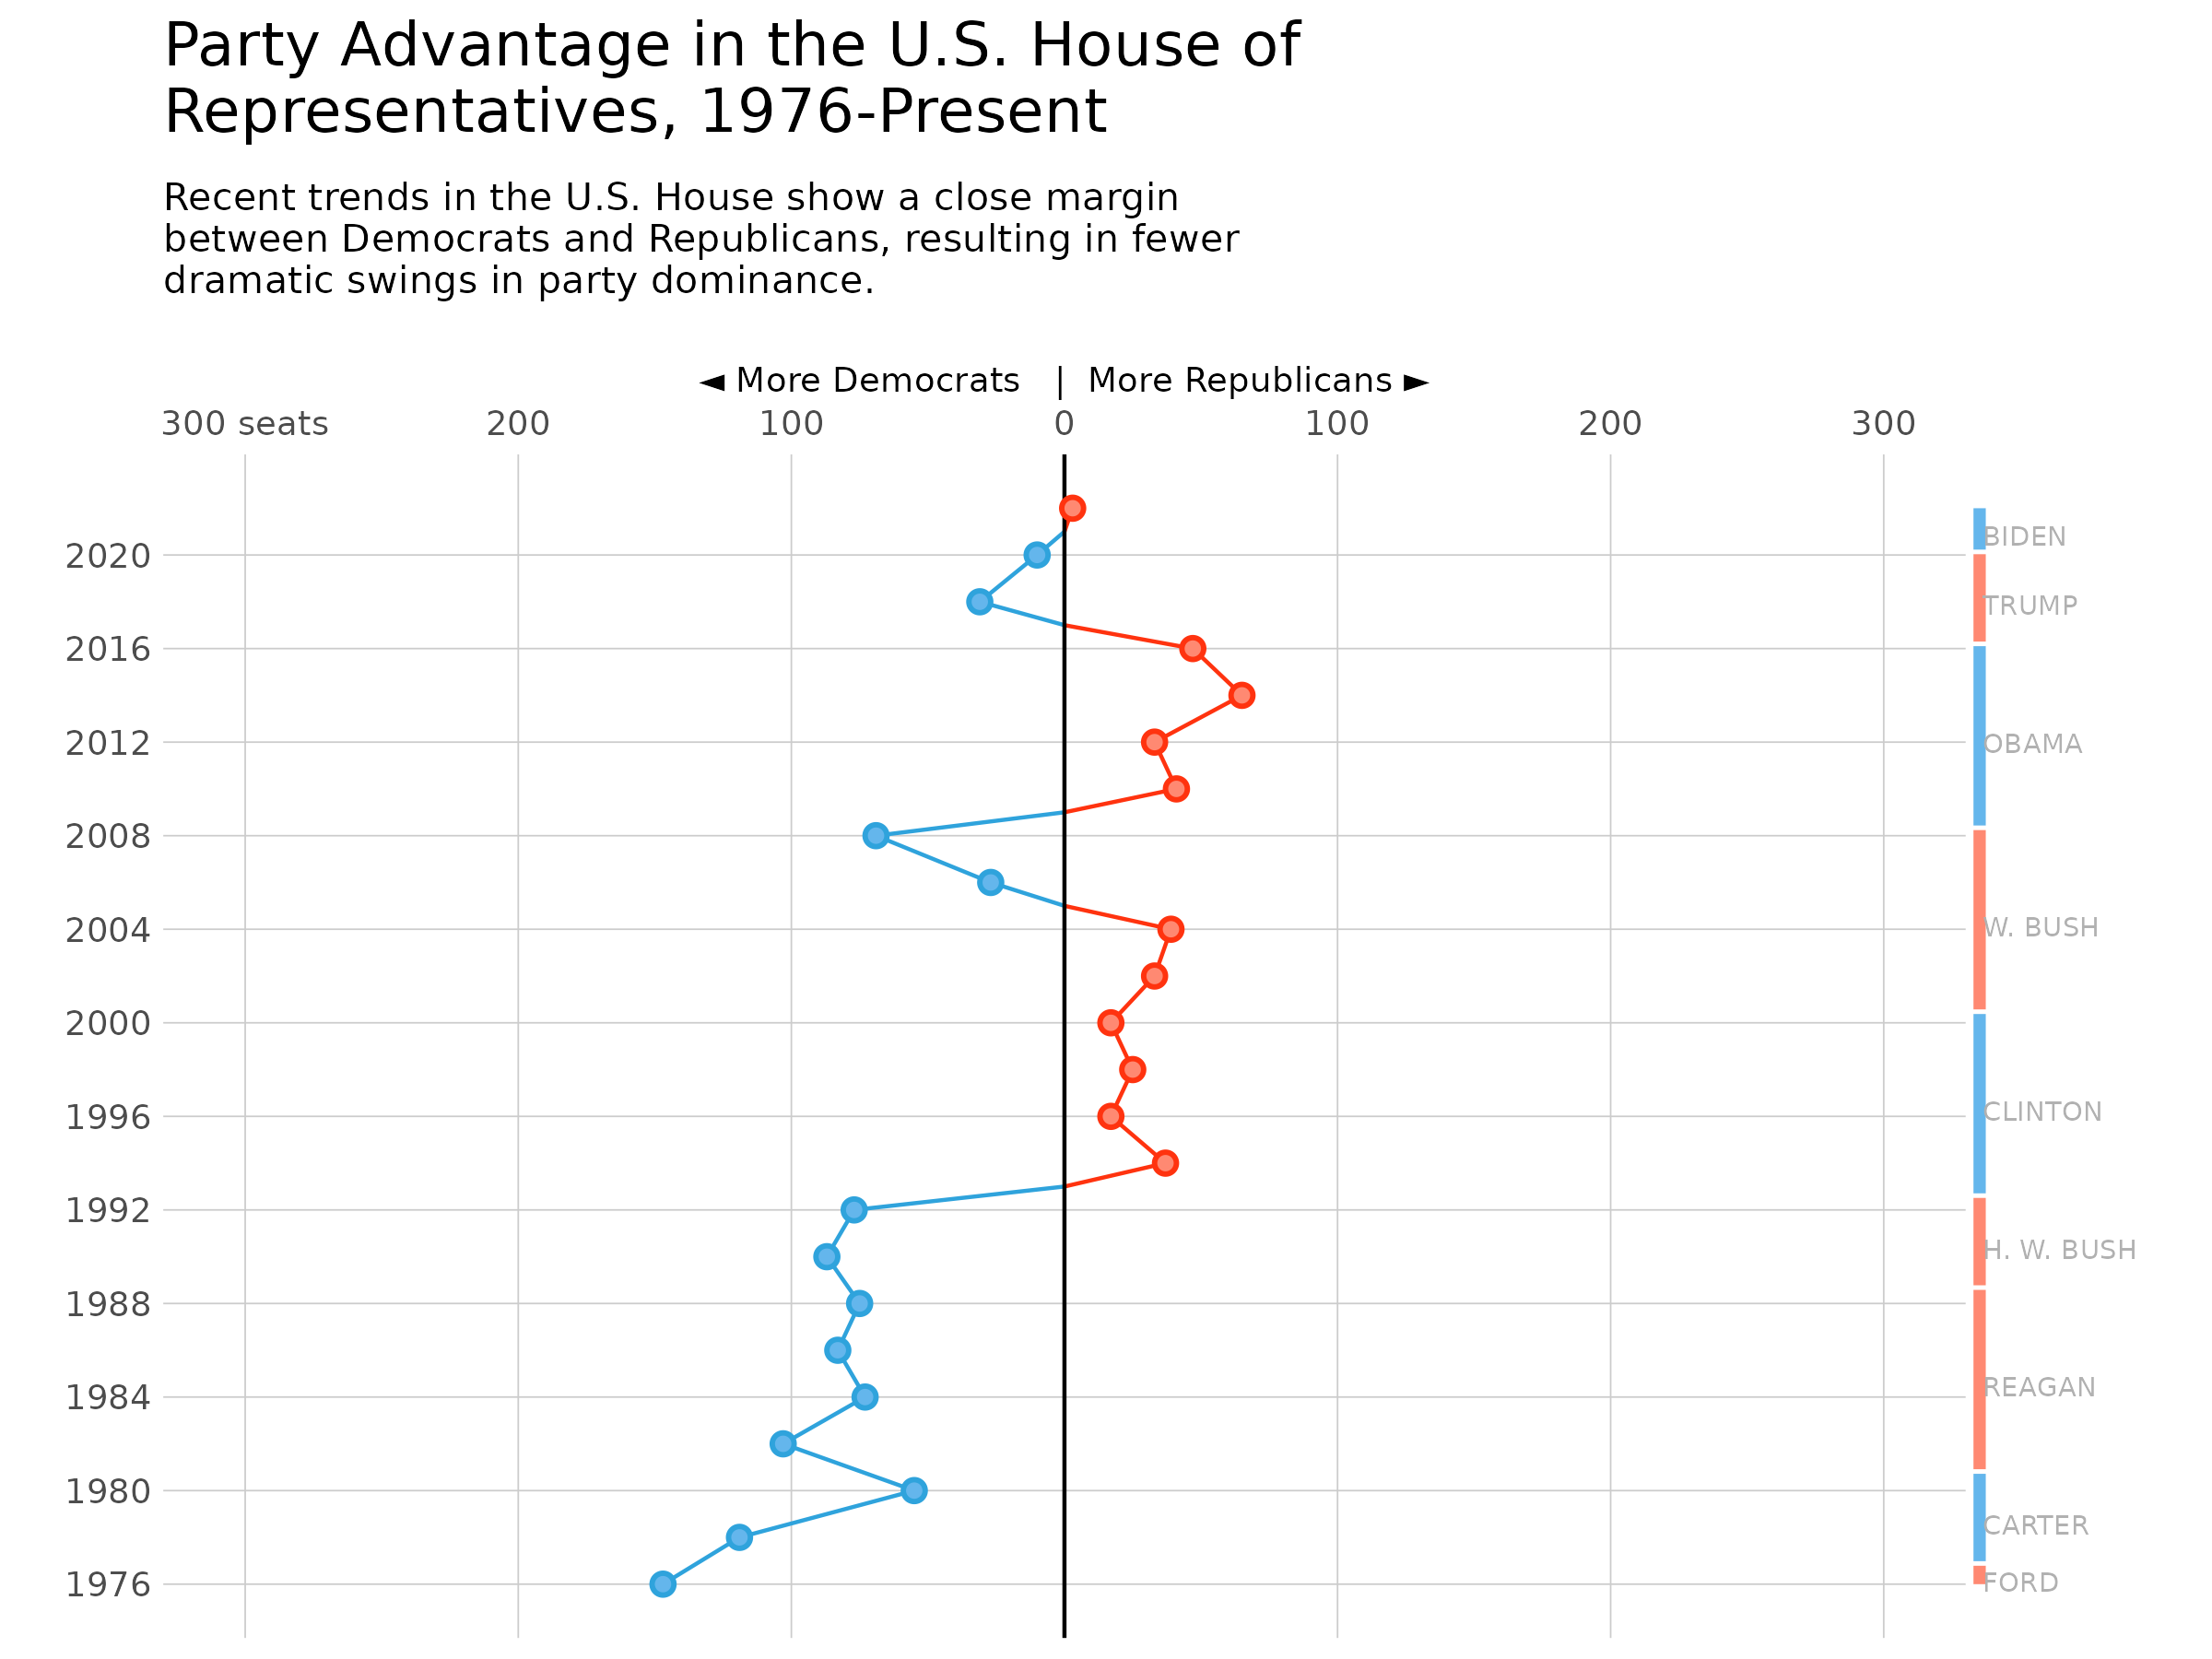 Party Advantage in the U.S. House of
Representatives, 1976-Present
Recent trends in the U.S. House show a close margin
between Democrats and Republicans, resulting in fewer
dramatic swings in party dominance.
◄ More Democrats | More Republicans ►
300 seats 200 100 0 100 200 300
2020
2016
2012
2008
2004
2000
1996
1992
1988
1984
1980
1976
BIDEN
TRUMP
OBAMA
W. BUSH
CLINTON
H. W. BUSH
REAGAN
CARTER
FORD